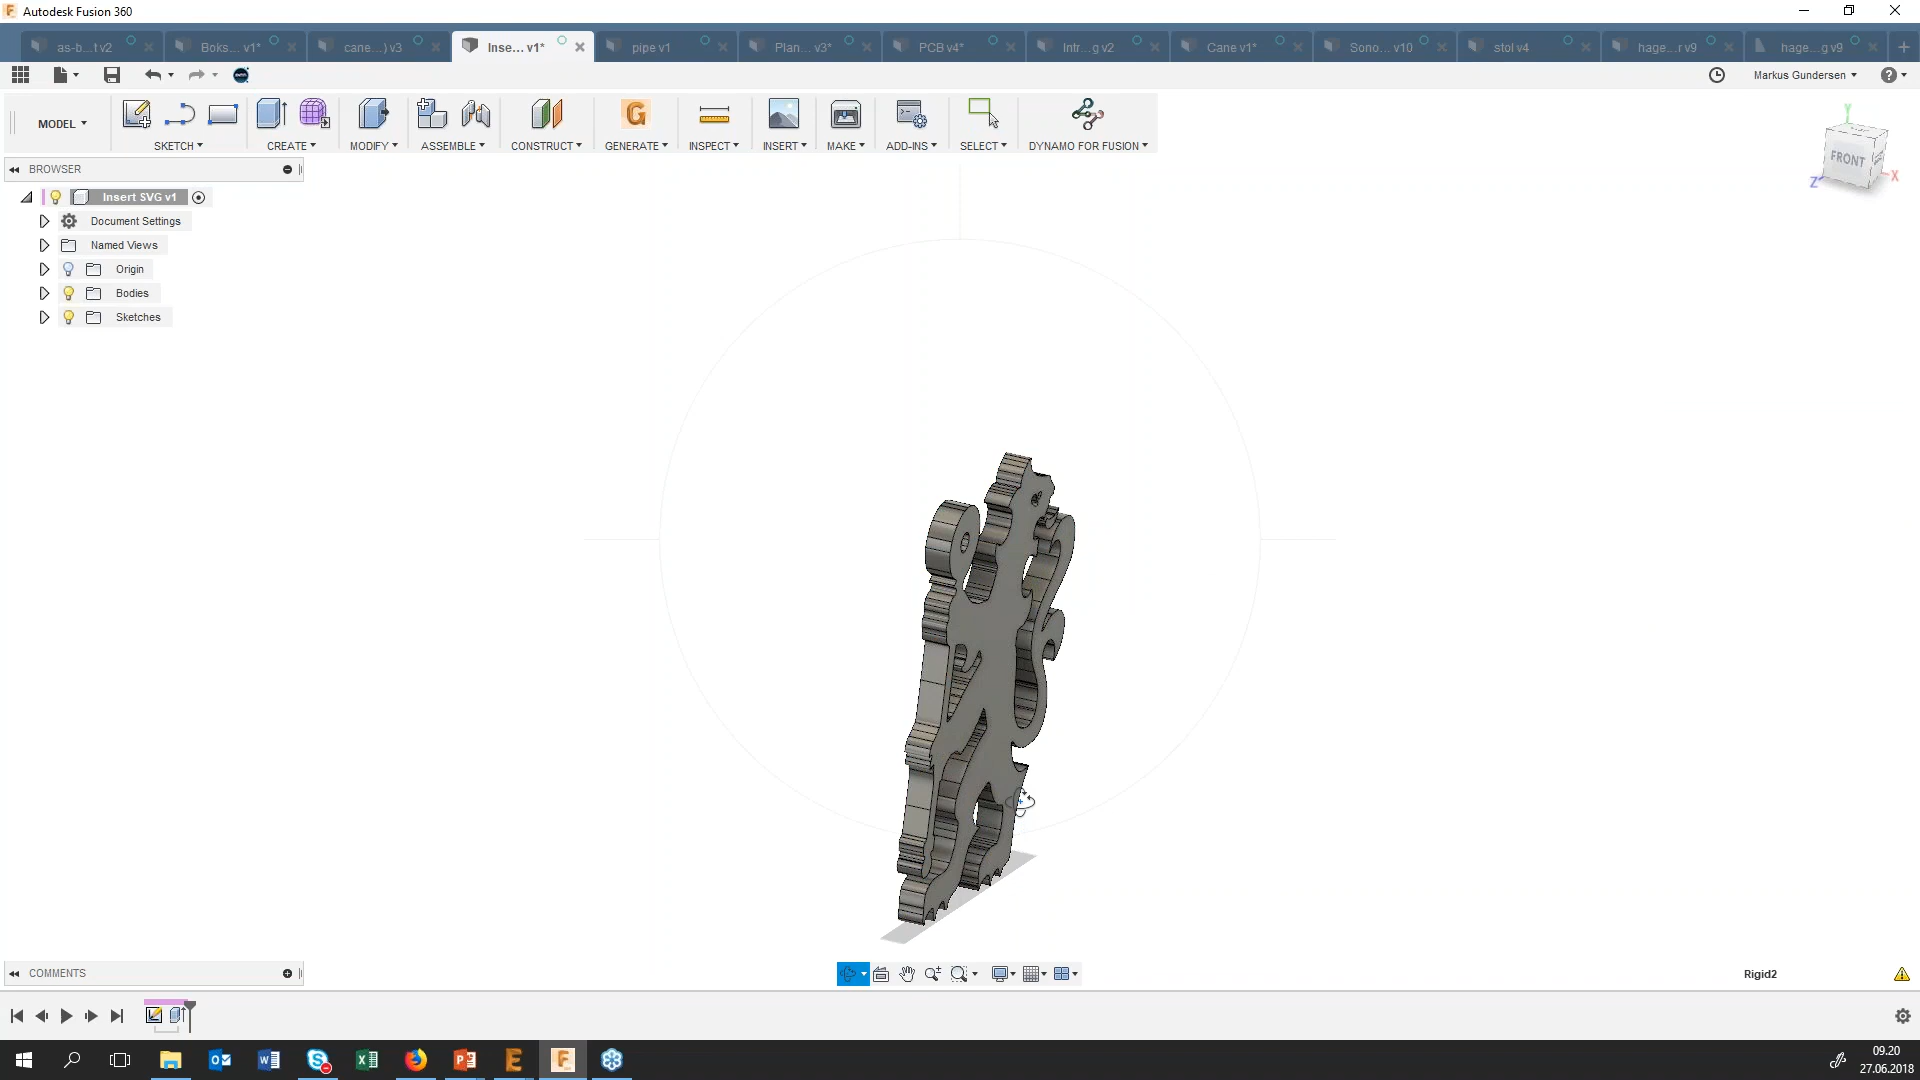 Autodesk Fusion 360
as-b...t v2
Boks... v1*
cane...) v3
Inse... v1*
pipe v1
Plan... v3*
PCB v4*
Intr...g v2
Cane v1*
Sono... v10
stol v4
hage...r v9
hage...g v9
Markus Gundersen
MODEL
SKETCH
CREATE
MODIFY
ASSEMBLE
CONSTRUCT
GENERATE
INSPECT
INSERT
MAKE
ADD-INS
SELECT
DYNAMO FOR FUSION
BROWSER
Insert SVG v1
Document Settings
Named Views
Origin
Bodies
Sketches
Y
FRONT
Z
X
COMMENTS
Rigid2
09.20
27.06.2018